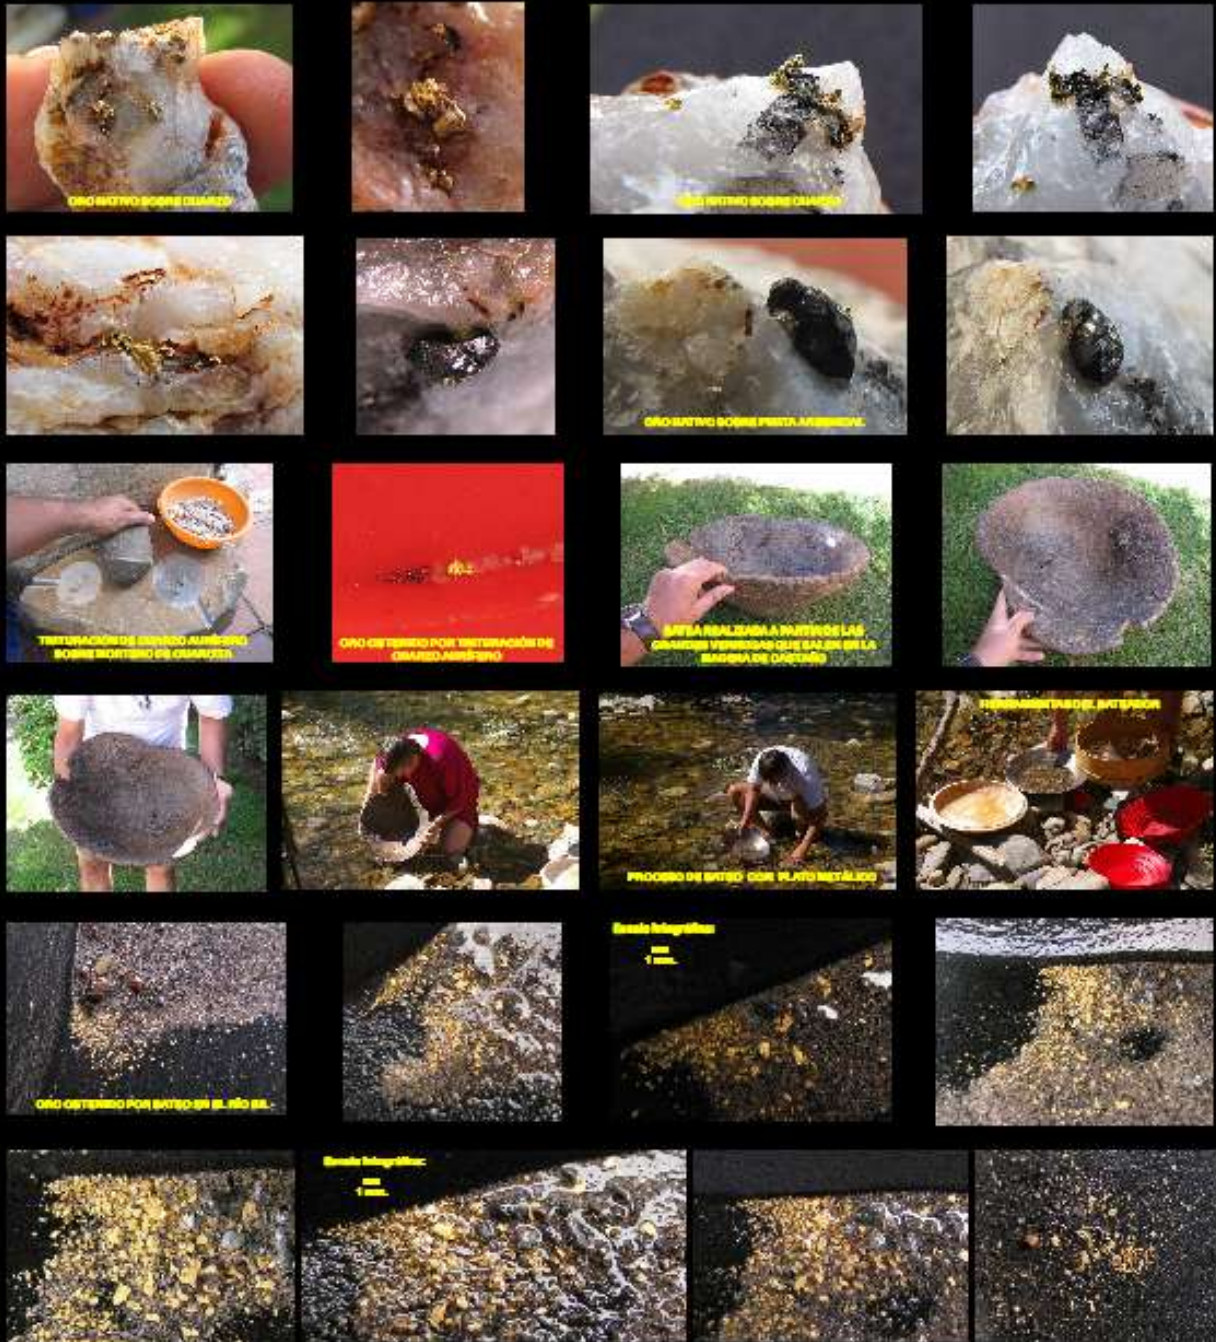 ORO NATIVO SOBRE CUARZO
ORO NATIVO SOBRE CUARZO
ORO NATIVO SOBRE PIRITA ARSENICAL
TRITURACIÓN DE CUARZO AURÍFERO
SOBRE MORTERO DE CUARCITA
ORO OBTENIDO POR TRITURACIÓN DE
CUARZO AURÍFERO
BATEA REALIZADA A PARTIR DE LAS
GRANDES VERRUGAS QUE SALEN EN LA
MADERA DE CASTAÑO
HERRAMIENTAS DEL BATEADOR
PROCESO DE BATEO CON PLATO METÁLICO
ORO OBTENIDO POR BATEO EN EL RÍO SIL
Escala fotográfica:
1 mm.
Escala fotográfica:
1 mm.